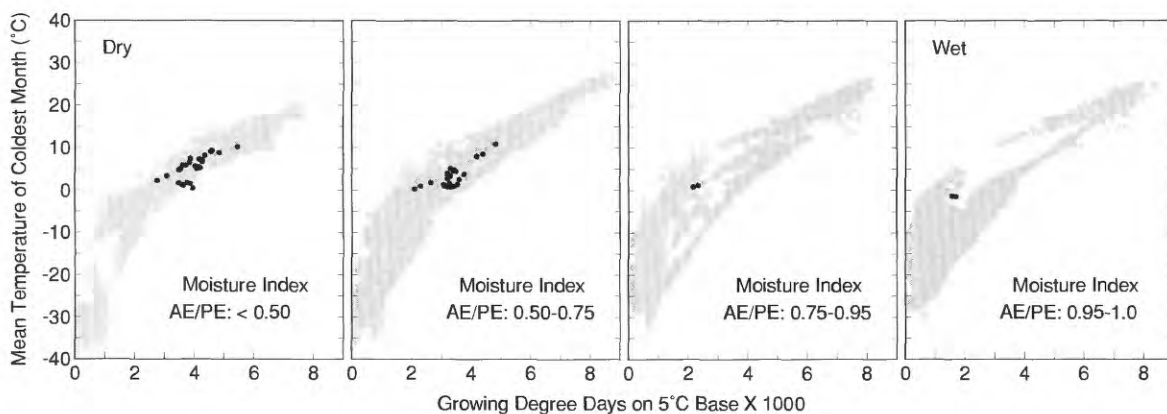 Mean Temperature of Coldest Month (°C)
40
30
20
10
0
-10
-20
-30
-40
Dry
Moisture Index
AE/PE: < 0.50
Moisture Index
AE/PE: 0.50-0.75
Moisture Index
AE/PE: 0.75-0.95
Wet
Moisture Index
AE/PE: 0.95-1.0
0 2 4 6 8 0 2 4 6 8 0 2 4 6 8 0 2 4 6 8
Growing Degree Days on 5°C Base X 1000